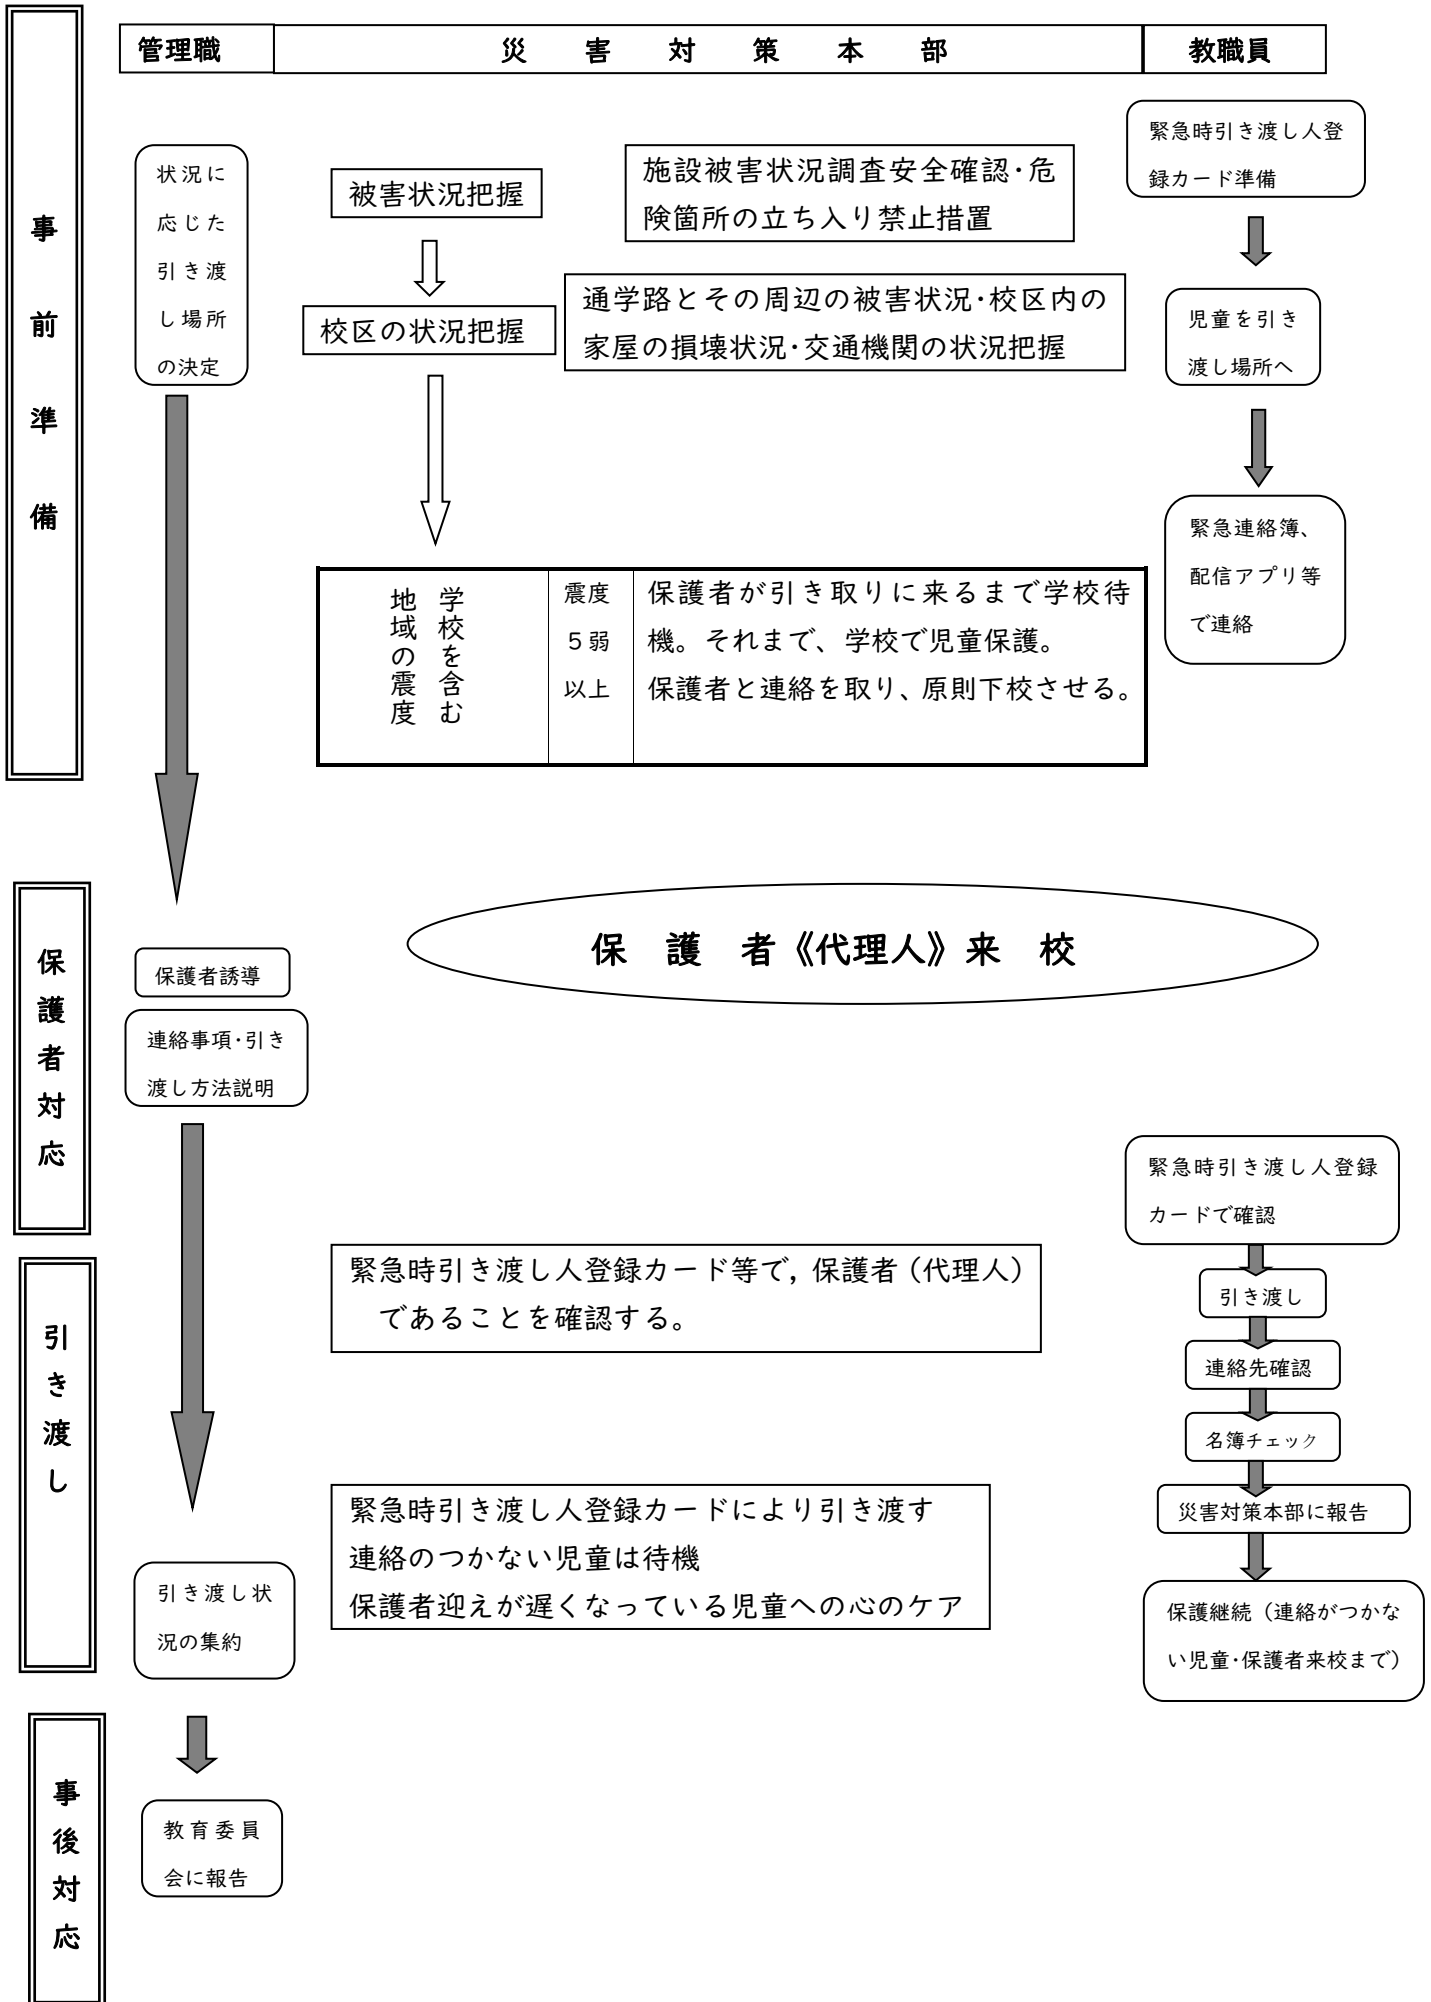 管理職
災害対策本部
教職員
事前準備
状況に
応じた
引き渡
し場所
の決定
被害状況把握
施設被害状況調査安全確認・危
険箇所の立ち入り禁止措置
校区の状況把握
通学路とその周辺の被害状況・校区内の
家屋の損壊状況・交通機関の状況把握
緊急時引き渡し人登
録カード準備
児童を引き
渡し場所へ
緊急連絡簿、
配信アプリ等
で連絡
学校を含む
地域の震度
震度
５弱
以上
保護者が引き取りに来るまで学校待
機。それまで、学校で児童保護。
保護者と連絡を取り、原則下校させる。
保護者対応
保護者《代理人》来校
保護者誘導
連絡事項・引き
渡し方法説明
引き渡し
緊急時引き渡し人登録カード等で，保護者（代理人）
であることを確認する。
緊急時引き渡し人登録カードにより引き渡す
連絡のつかない児童は待機
保護者迎えが遅くなっている児童への心のケア
引き渡し状
況の集約
緊急時引き渡し人登録
カードで確認
引き渡し
連絡先確認
名簿チェック
災害対策本部に報告
保護継続（連絡がつかな
い児童・保護者来校まで）
事後対応
教育委員
会に報告